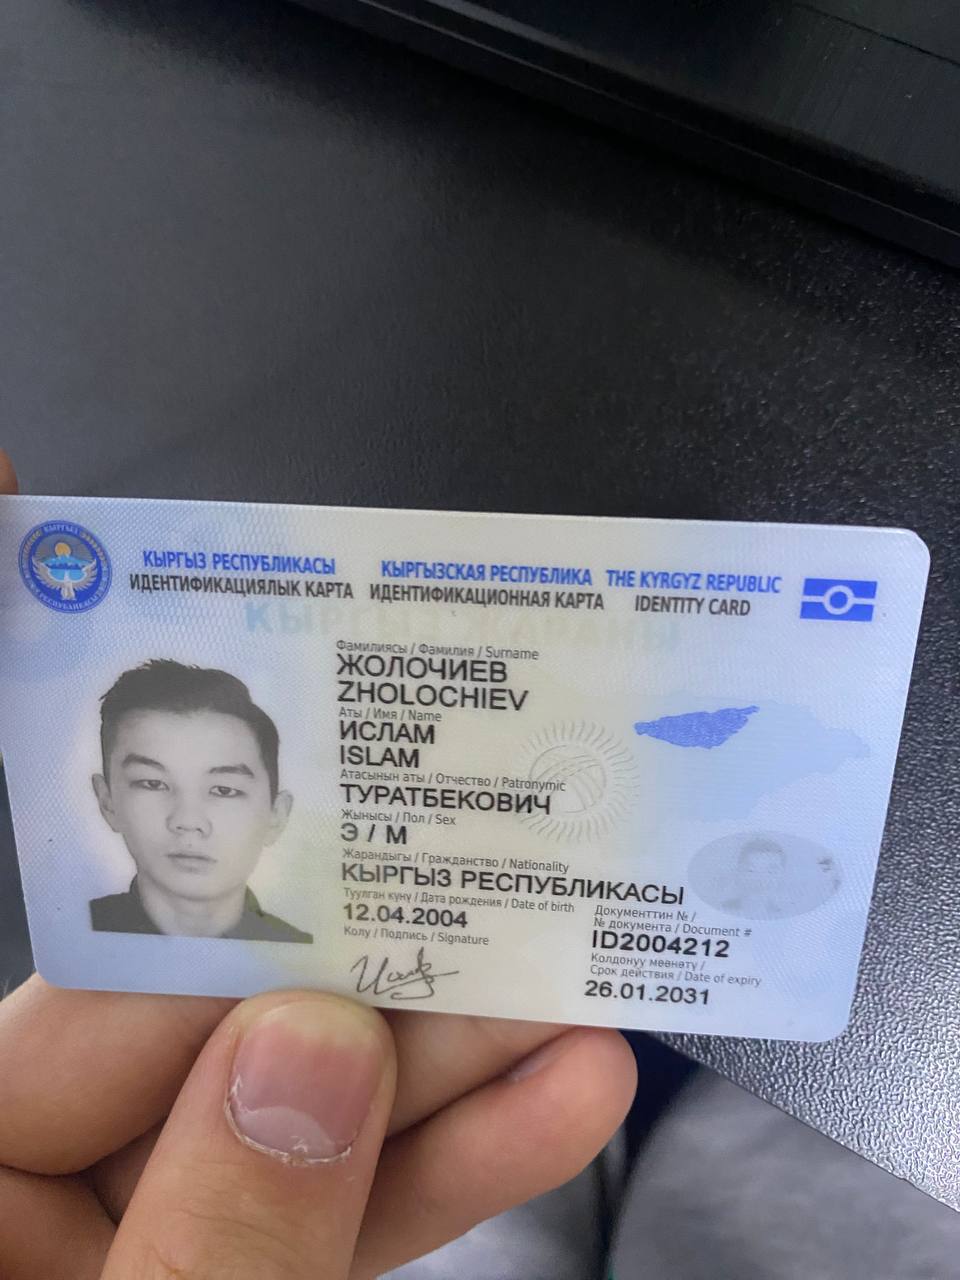 КЫРГЫЗ РЕСПУБЛИКАСЫ
ИДЕНТИФИКАЦИЯЛЫК КАРТА
КЫРГЫЗСКАЯ РЕСПУБЛИКА
ИДЕНТИФИКАЦИОННАЯ КАРТА
THE KYRGYZ REPUBLIC
IDENTITY CARD
Фамилиясы / Фамилия / Surname
ЖОЛОЧИЕВ
ZHOLOCHIEV
Аты / Имя / Name
ИСЛАМ
ISLAM
Атасынын аты / Отчество / Patronymic
ТУРАТБЕКОВИЧ
Жынысы / Пол / Sex
Э / М
Жарандыгы / Гражданство / Nationality
КЫРГЫЗ РЕСПУБЛИКАСЫ
Туулган күнү / Дата рождения / Date of birth
12.04.2004
Колу / Подпись / Signature
Документтин № /
№ документа / Document #
ID2004212
Колдонуу мөөнөтү /
Срок действия / Date of expiry
26.01.2031